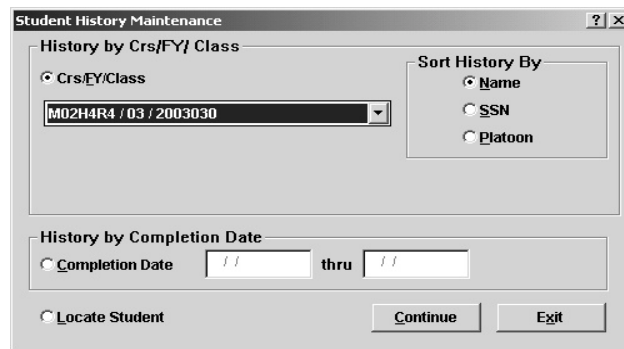 Student History Maintenance
History by Crs/FY/ Class
Crs/FY/Class
M02H4R4 / 03 / 2003030
Sort History By
Name
SSN
Platoon
History by Completion Date
Completion Date / / thru / /
Locate Student
Continue Exit